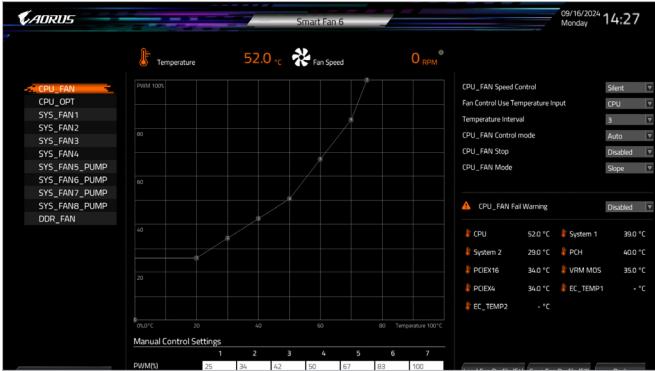 AORUS
Smart Fan 6
09/16/2024
Monday
14:27
Temperature 52.0 °C Fan Speed 0 RPM
CPU_FAN
CPU_OPT
SYS_FAN1
SYS_FAN2
SYS_FAN3
SYS_FAN4
SYS_FAN5_PUMP
SYS_FAN6_PUMP
SYS_FAN7_PUMP
SYS_FAN8_PUMP
DDR_FAN
PWM 100%
80
60
40
20
0%,0°C 20 40 60 80 Temperature 100°C
Manual Control Settings
1 2 3 4 5 6 7
PWM(%) 25 34 42 50 67 83 100
CPU_FAN Speed Control Silent
Fan Control Use Temperature Input CPU
Temperature Interval 3
CPU_FAN Control mode Auto
CPU_FAN Stop Disabled
CPU_FAN Mode Slope
CPU_FAN Fail Warning Disabled
CPU 52.0 °C System 1 39.0 °C
System 2 29.0 °C PCH 40.0 °C
PCIEX16 34.0 °C VRM MOS 35.0 °C
PCIEX4 34.0 °C EC_TEMP1 - °C
EC_TEMP2 - °C